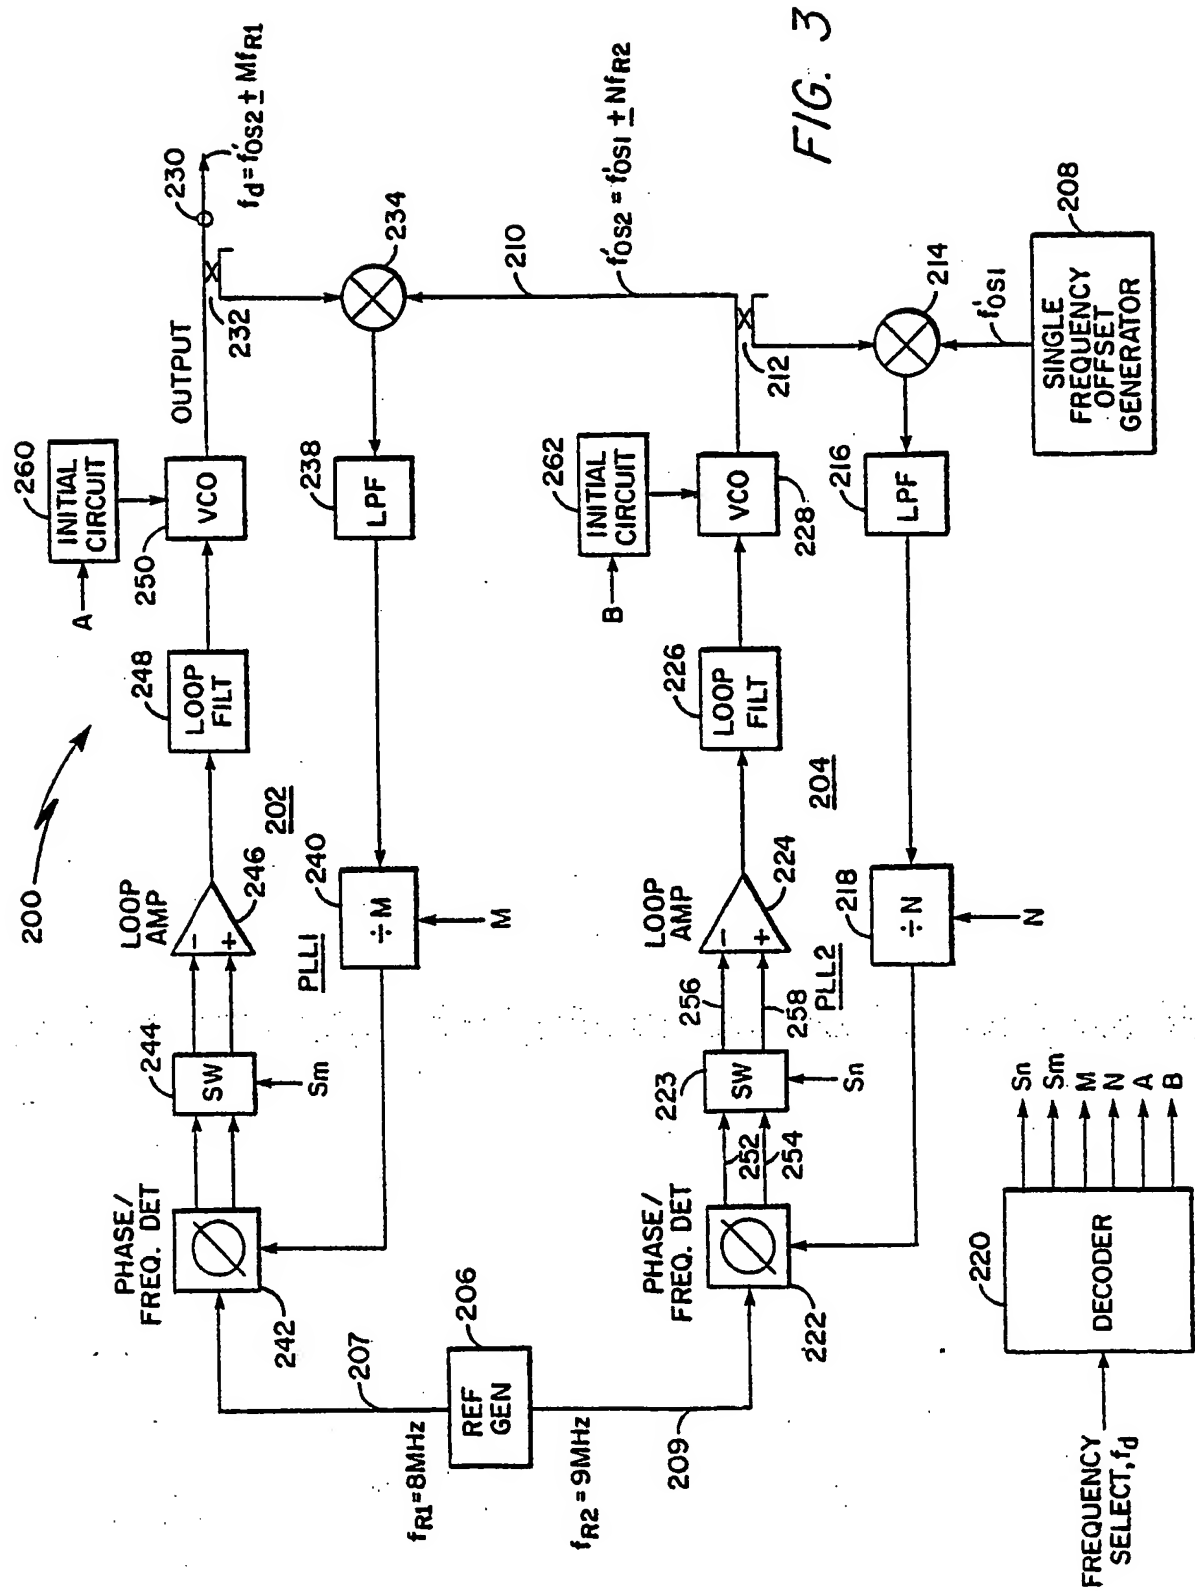 200
A
INITIAL
CIRCUIT
260
LOOP
AMP
LOOP
FILT
248
VCO
250
OUTPUT
230
fd=f'OS2 ± MfR1
232
PHASE/
FREQ. DET
Ø
242
SW
244
Sm
-
+
246
202
PLL1
÷M
240
M
LPF
238
234
210
f'OS2 = f'OS1 ± NfR2
207
fR1=8MHz
REF
GEN
206
fR2 = 9MHz
209
B
INITIAL
CIRCUIT
262
PHASE/
FREQ. DET
Ø
222
252
254
SW
223
Sn
256
258
LOOP
AMP
-
+
224
PLL2
204
LOOP
FILT
226
VCO
228
212
÷N
218
N
LPF
216
214
f'OS1
SINGLE
FREQUENCY
OFFSET
GENERATOR
208
FREQUENCY
SELECT, fd
DECODER
220
Sn
Sm
M
N
A
B
FIG. 3